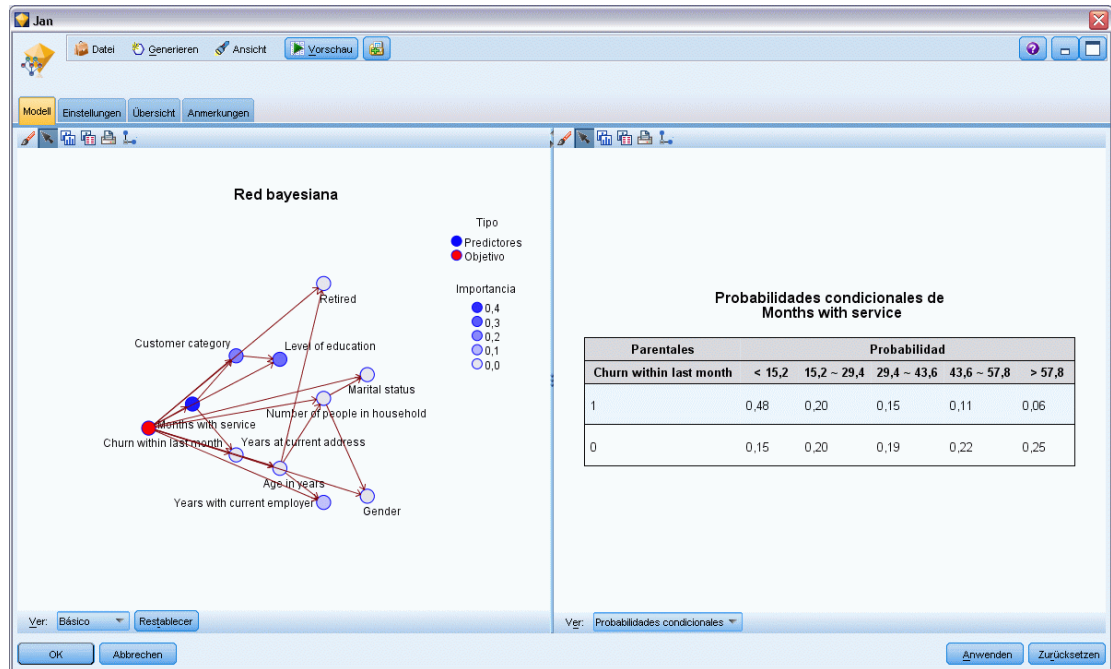 Jan
Datei Generieren Ansicht Vorschau
Modell Einstellungen Übersicht Anmerkungen
Red bayesiana
Tipo
Predictores
Objetivo
Importancia
0,4
0,3
0,2
0,1
0,0
Retired
Customer category
Level of education
Marital status
Number of people in household
Months with service
Churn within last month
Years at current address
Age in years
Years with current employer
Gender
Ver: Básico Restablecer
Probabilidades condicionales de
Months with service
Parentales Probabilidad
Churn within last month < 15,2 15,2 ~ 29,4 29,4 ~ 43,6 43,6 ~ 57,8 > 57,8
1 0,48 0,20 0,15 0,11 0,06
0 0,15 0,20 0,19 0,22 0,25
Ver: Probabilidades condicionales
OK Abbrechen Anwenden Zurücksetzen